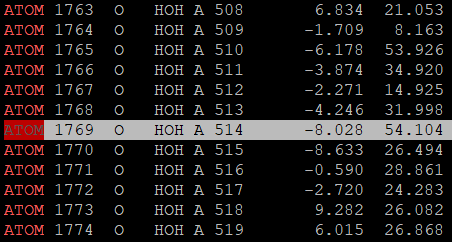 ATOM 1763 O HOH A 508 6.834 21.053
ATOM 1764 O HOH A 509 -1.709 8.163
ATOM 1765 O HOH A 510 -6.178 53.926
ATOM 1766 O HOH A 511 -3.874 34.920
ATOM 1767 O HOH A 512 -2.271 14.925
ATOM 1768 O HOH A 513 -4.246 31.998
ATOM 1769 O HOH A 514 -8.028 54.104
ATOM 1770 O HOH A 515 -8.633 26.494
ATOM 1771 O HOH A 516 -0.590 28.861
ATOM 1772 O HOH A 517 -2.720 24.283
ATOM 1773 O HOH A 518 9.282 26.082
ATOM 1774 O HOH A 519 6.015 26.868